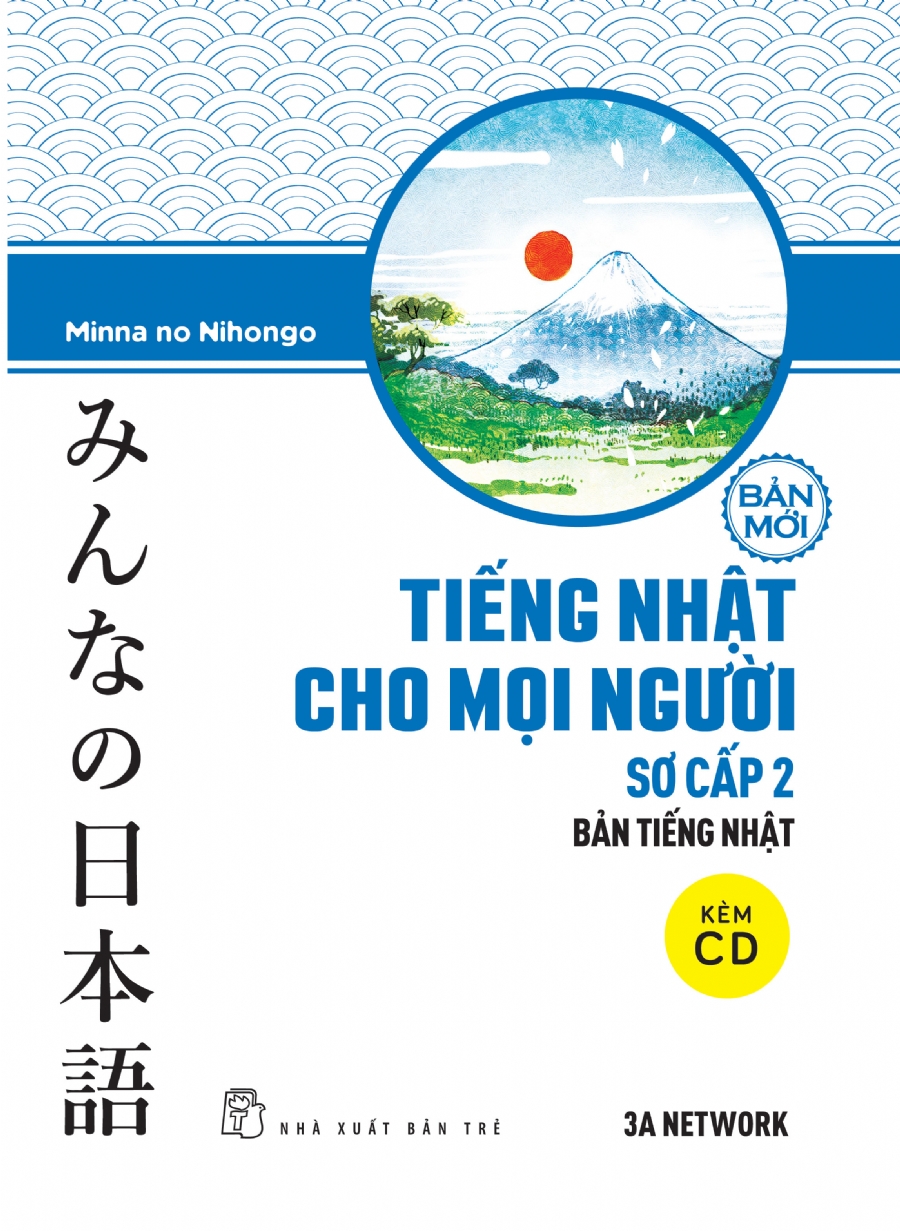 Minna no Nihongo
みんなの日本語
BẢN
MỚI
TIẾNG NHẬT
CHO MỌI NGƯỜI
SƠ CẤP 2
BẢN TIẾNG NHẬT
KÈM
CD
T
NHÀ XUẤT BẢN TRẺ
3A NETWORK